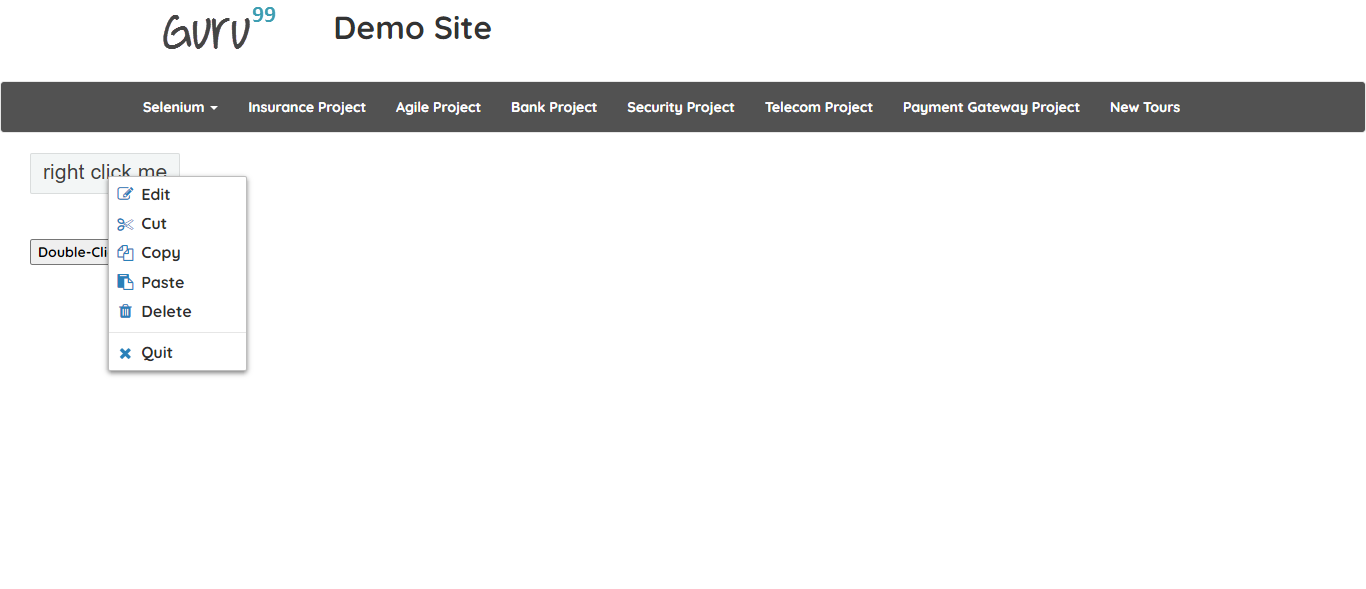 Guru99
Demo Site
Selenium Insurance Project Agile Project Bank Project Security Project Telecom Project Payment Gateway Project New Tours
right click me
Edit
Cut
Double-Cli
Copy
Paste
Delete
Quit